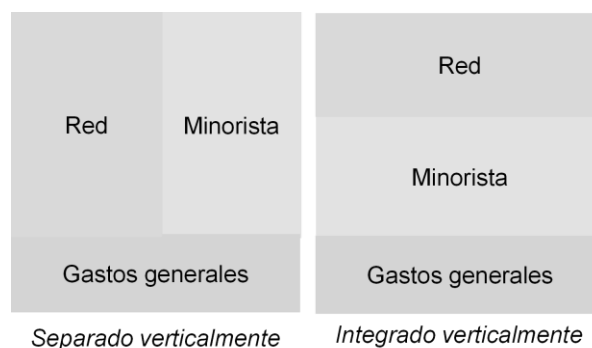 Red
Minorista
Gastos generales
Separado verticalmente
Red
Minorista
Gastos generales
Integrado verticalmente